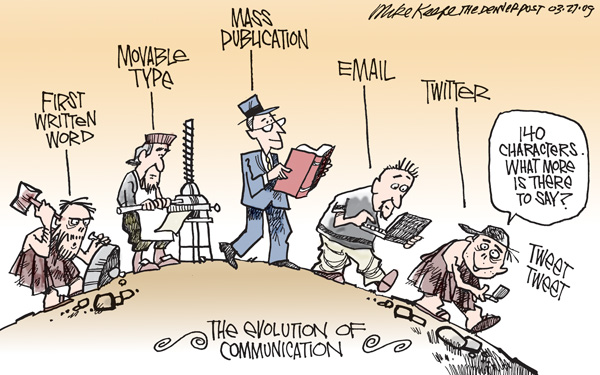 Mike Keefe THE DENVER POST 03.27.09
FIRST
WRITTEN
WORD
MOVABLE
TYPE
MASS
PUBLICATION
EMAIL
TWITTER
140
CHARACTERS.
WHAT MORE
IS THERE
TO SAY?
TWEET
TWEET
THE EVOLUTION OF
COMMUNICATION